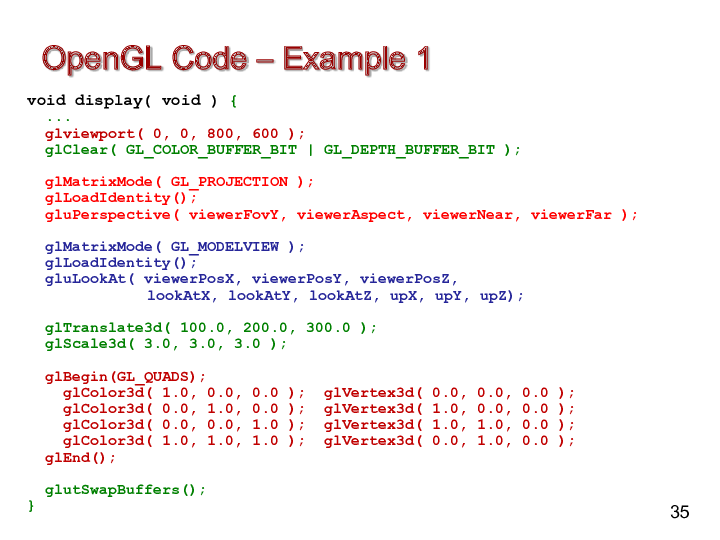 OpenGL Code – Example 1
void display( void ) {
...
glviewport( 0, 0, 800, 600 );
glClear( GL_COLOR_BUFFER_BIT | GL_DEPTH_BUFFER_BIT );
glMatrixMode( GL_PROJECTION );
glLoadIdentity();
gluPerspective( viewerFovY, viewerAspect, viewerNear, viewerFar );
glMatrixMode( GL_MODELVIEW );
glLoadIdentity();
gluLookAt( viewerPosX, viewerPosY, viewerPosZ,
lookAtX, lookAtY, lookAtZ, upX, upY, upZ);
glTranslate3d( 100.0, 200.0, 300.0 );
glScale3d( 3.0, 3.0, 3.0 );
glBegin(GL_QUADS);
glColor3d( 1.0, 0.0, 0.0 ); glVertex3d( 0.0, 0.0, 0.0 );
glColor3d( 0.0, 1.0, 0.0 ); glVertex3d( 1.0, 0.0, 0.0 );
glColor3d( 0.0, 0.0, 1.0 ); glVertex3d( 1.0, 1.0, 0.0 );
glColor3d( 1.0, 1.0, 1.0 ); glVertex3d( 0.0, 1.0, 0.0 );
glEnd();
glutSwapBuffers();
}
35